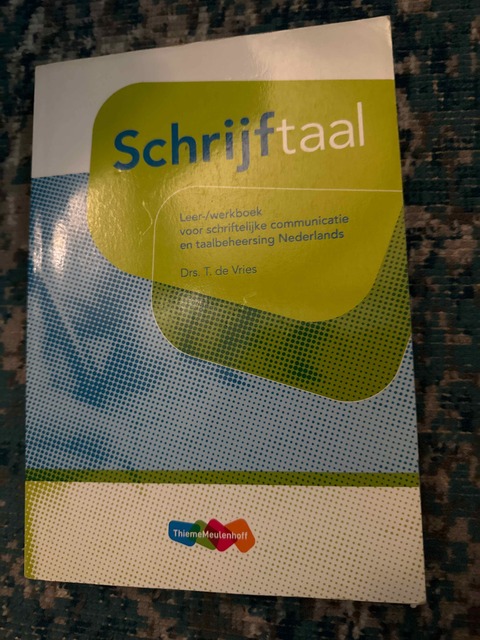 Schrijftaal
Leer-/werkboek
voor schriftelijke communicatie
en taalbeheersing Nederlands
Drs. T. de Vries
ThiemeMeulenhoff